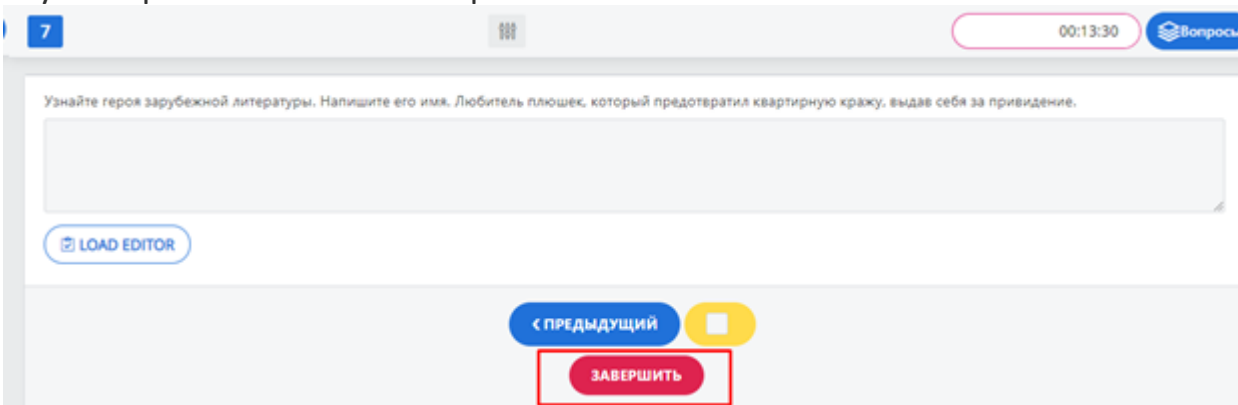 7
00:13:30
Вопросы
Узнайте героя зарубежной литературы. Напишите его имя. Любитель плюшек, который предотвратил квартирную кражу, выдав себя за привидение.
LOAD EDITOR
ПРЕДЫДУЩИЙ
ЗАВЕРШИТЬ